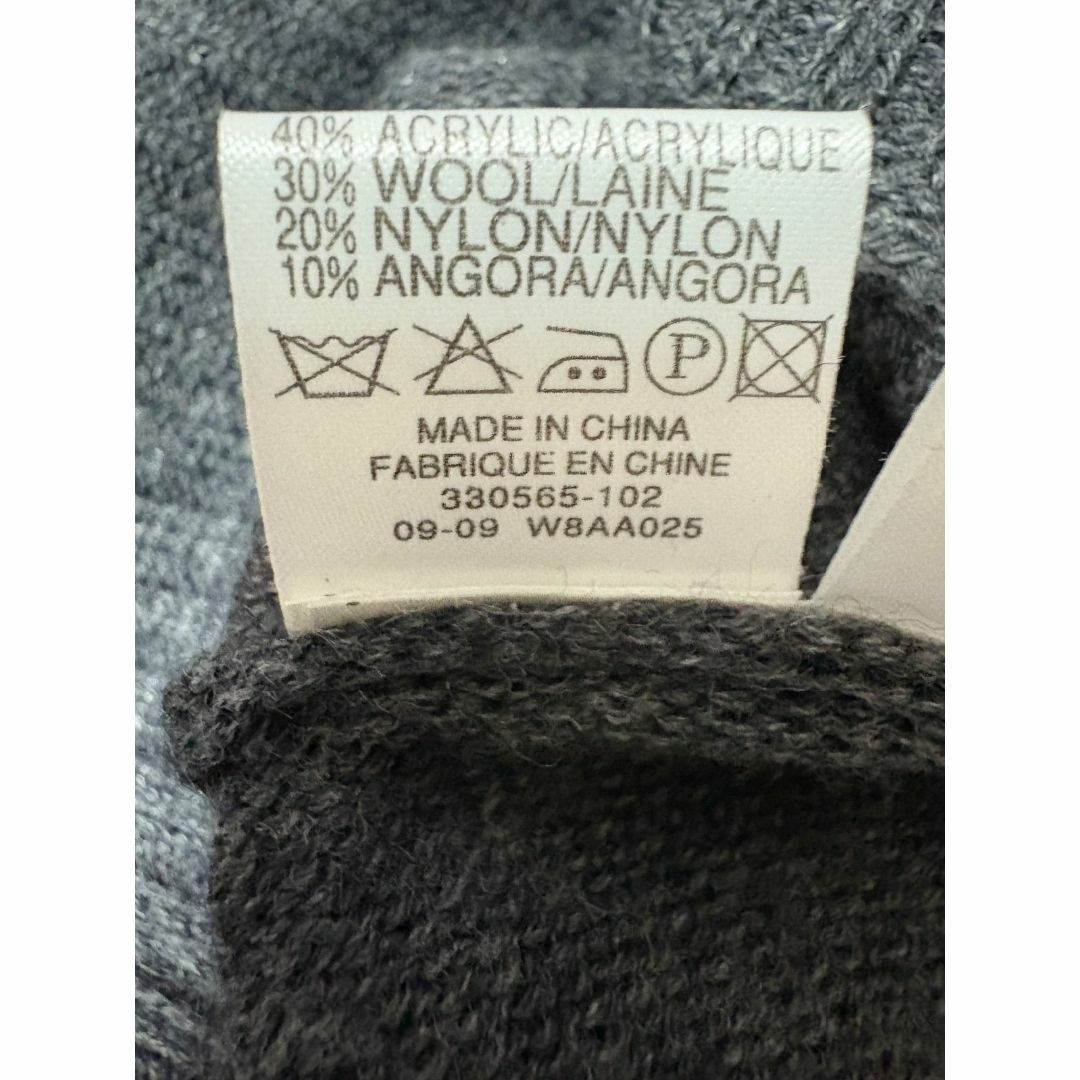 40% ACRYLIC/ACRYLIQUE
30% WOOL/LAINE
20% NYLON/NYLON
10% ANGORA/ANGORA
P
MADE IN CHINA
FABRIQUE EN CHINE
330565-102
09-09 W8AA025